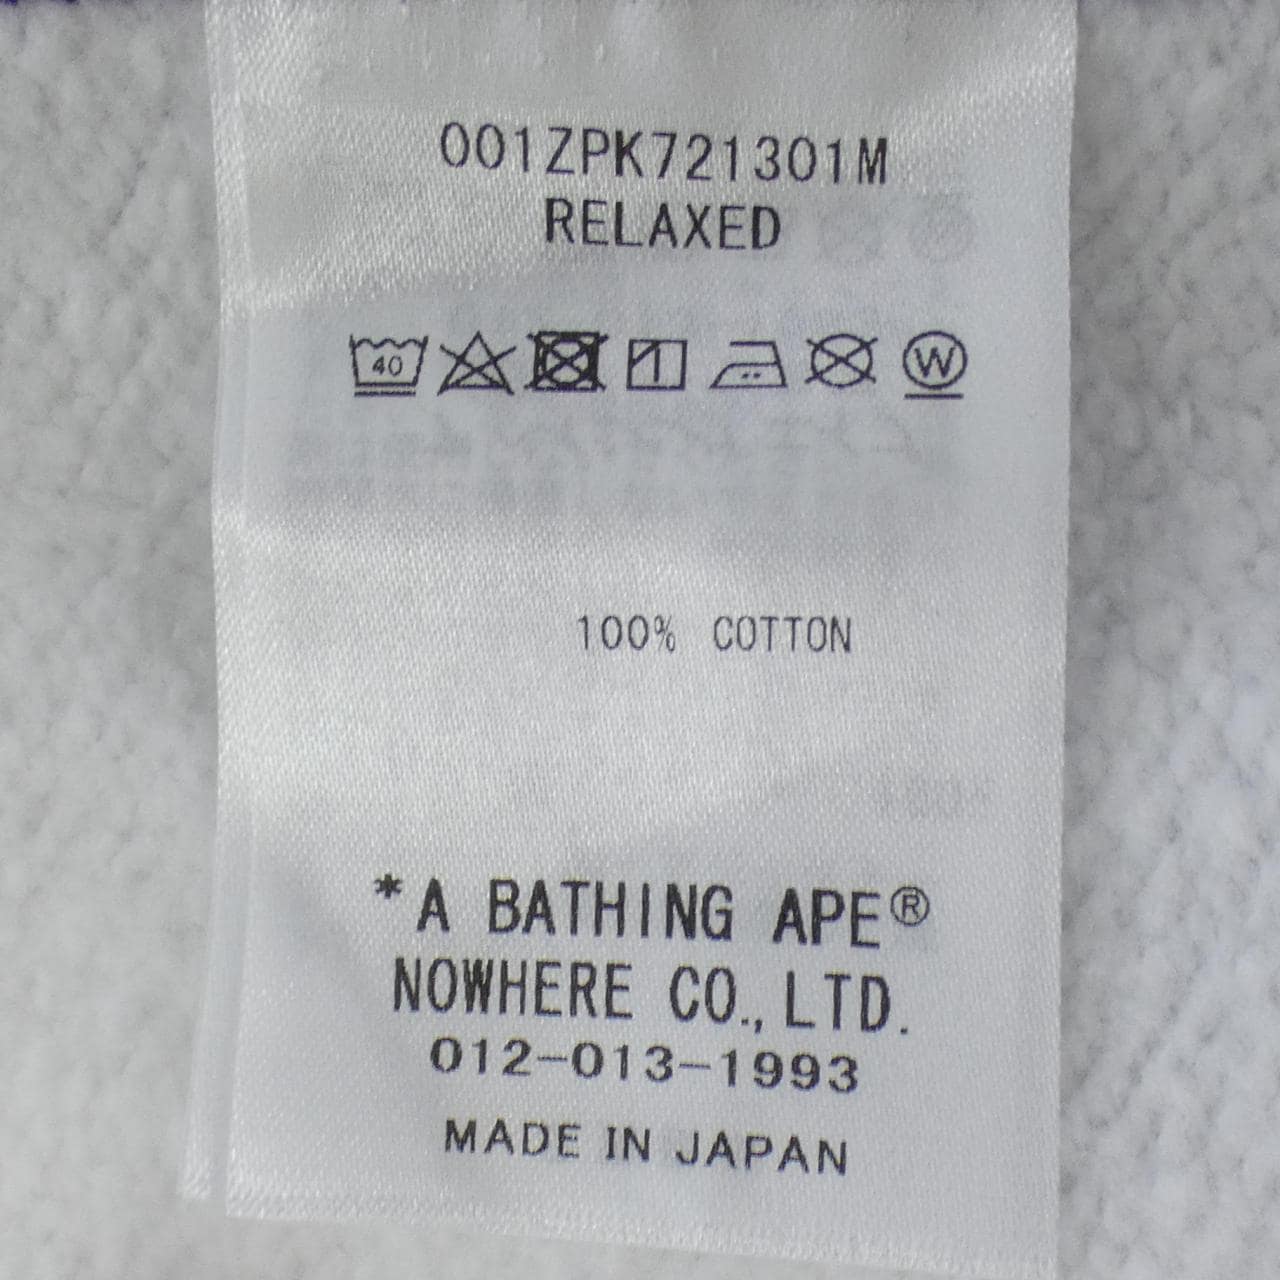 001ZPK721301M
RELAXED
40 W
100% COTTON
*A BATHING APE®
NOWHERE CO., LTD.
012-013-1993
MADE IN JAPAN